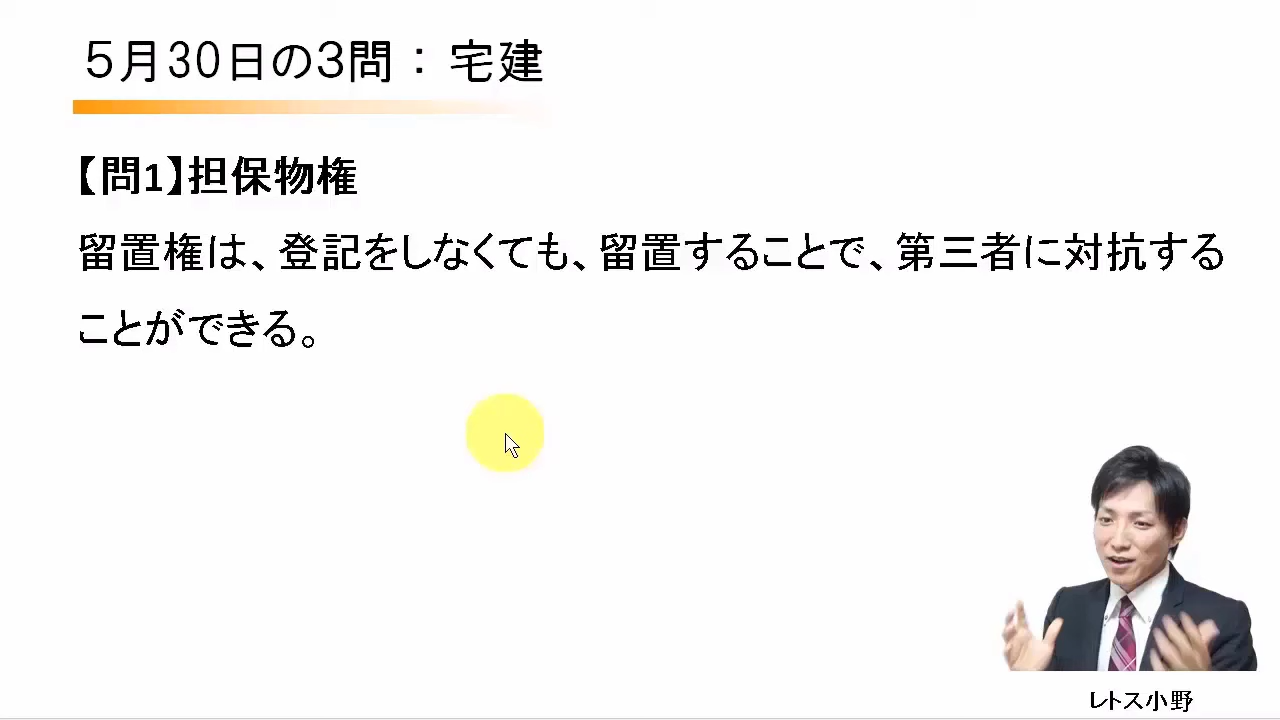 5月30日の3問：宅建
【問1】担保物権
留置権は、登記をしなくても、留置することで、第三者に対抗する
ことができる。
レトス小野